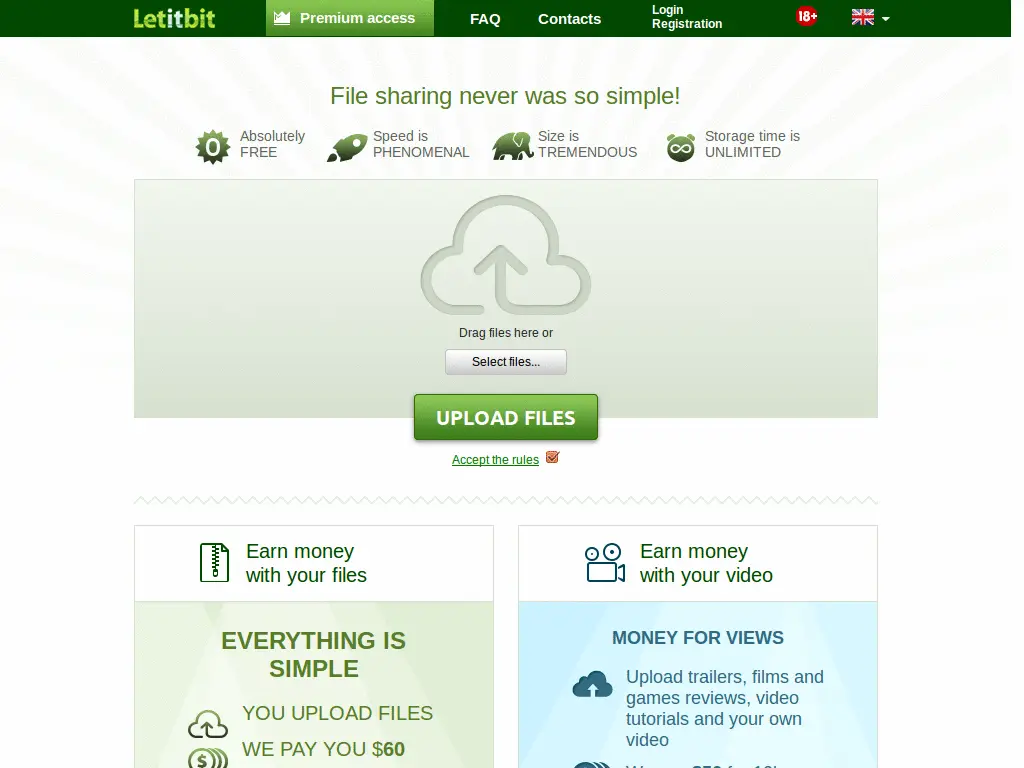 Letitbit
Premium access
FAQ
Contacts
Login
Registration
18+
File sharing never was so simple!
0
Absolutely
FREE
Speed is
PHENOMENAL
Size is
TREMENDOUS
Storage time is
UNLIMITED
Drag files here or
Select files...
UPLOAD FILES
Accept the rules
Earn money
with your files
EVERYTHING IS
SIMPLE
YOU UPLOAD FILES
$
WE PAY YOU $60
Earn money
with your video
MONEY FOR VIEWS
Upload trailers, films and
games reviews, video
tutorials and your own
video